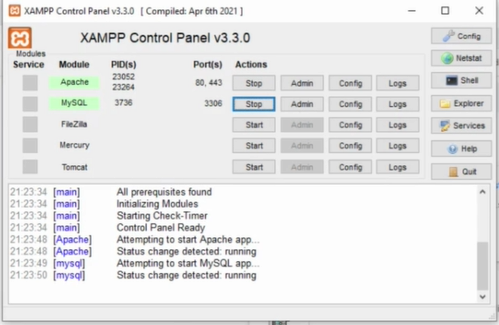 XAMPP Control Panel v3.3.0 [ Compiled: Apr 6th 2021 ]
XAMPP Control Panel v3.3.0
Config
Modules
Service Module PID(s) Port(s) Actions
Netstat
Apache 23052 23264 80, 443 Stop Admin Config Logs
Shell
MySQL 3736 3306 Stop Admin Config Logs
Explorer
FileZilla Start Admin Config Logs
Services
Mercury Start Admin Config Logs
Help
Tomcat Start Admin Config Logs
Quit
21:23:34 [main] All prerequisites found
21:23:34 [main] Initializing Modules
21:23:34 [main] Starting Check-Timer
21:23:34 [main] Control Panel Ready
21:23:48 [Apache] Attempting to start Apache app...
21:23:48 [Apache] Status change detected: running
21:23:49 [mysql] Attempting to start MySQL app...
21:23:50 [mysql] Status change detected: running